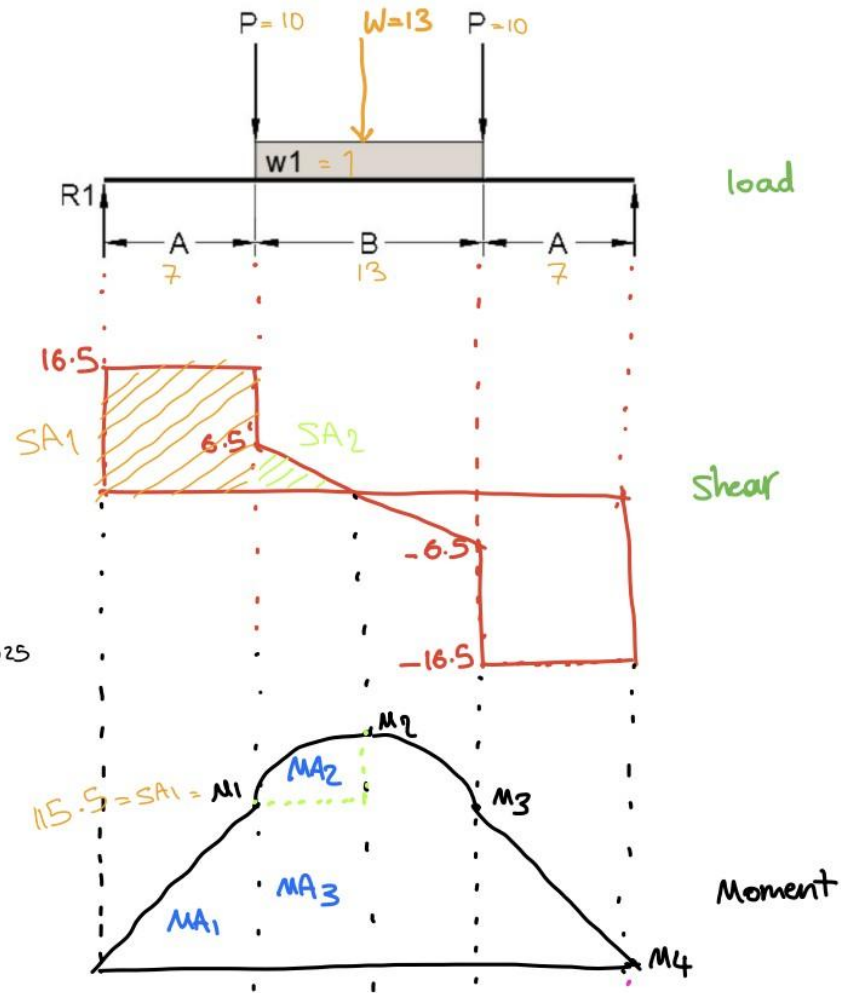 P = 10 W=13 P = 10
w1 = 1
R1
load
A B A
7 13 7
16.5
SA1 6.5 SA2
Shear
-6.5
-16.5
M2
MA2
115.5 = SA1 = M1 M3
MA3
MA1
Moment
M4